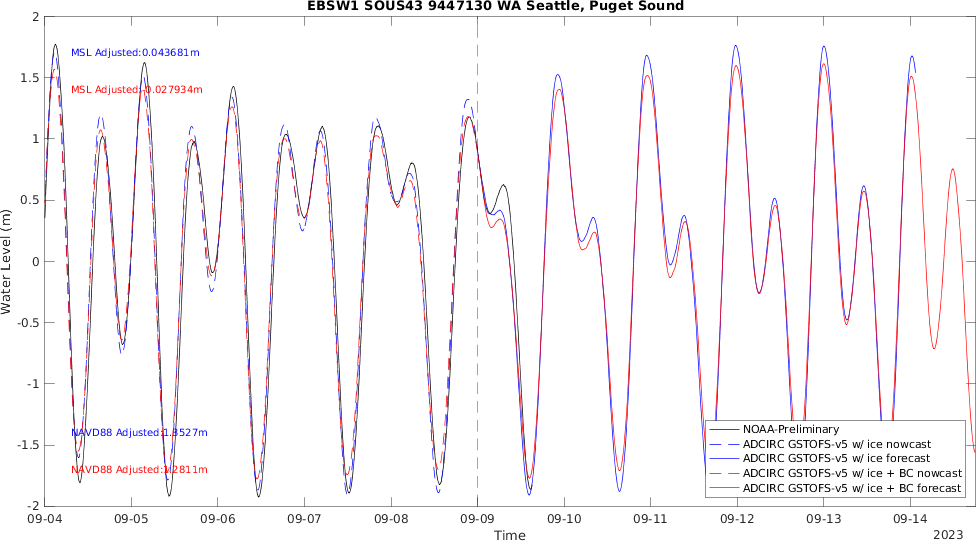 EBSW1 SOUS43 9447130 WA Seattle, Puget Sound
2
1.5
1
0.5
0
-0.5
-1
-1.5
-2
Water Level (m)
MSL Adjusted:0.043681m
MSL Adjusted:-0.027934m
NAVD88 Adjusted:1.3527m
NAVD88 Adjusted:1.2811m
NOAA-Preliminary
ADCIRC GSTOFS-v5 w/ ice nowcast
ADCIRC GSTOFS-v5 w/ ice forecast
ADCIRC GSTOFS-v5 w/ ice + BC nowcast
ADCIRC GSTOFS-v5 w/ ice + BC forecast
09-04 09-05 09-06 09-07 09-08 09-09 09-10 09-11 09-12 09-13 09-14
Time
2023